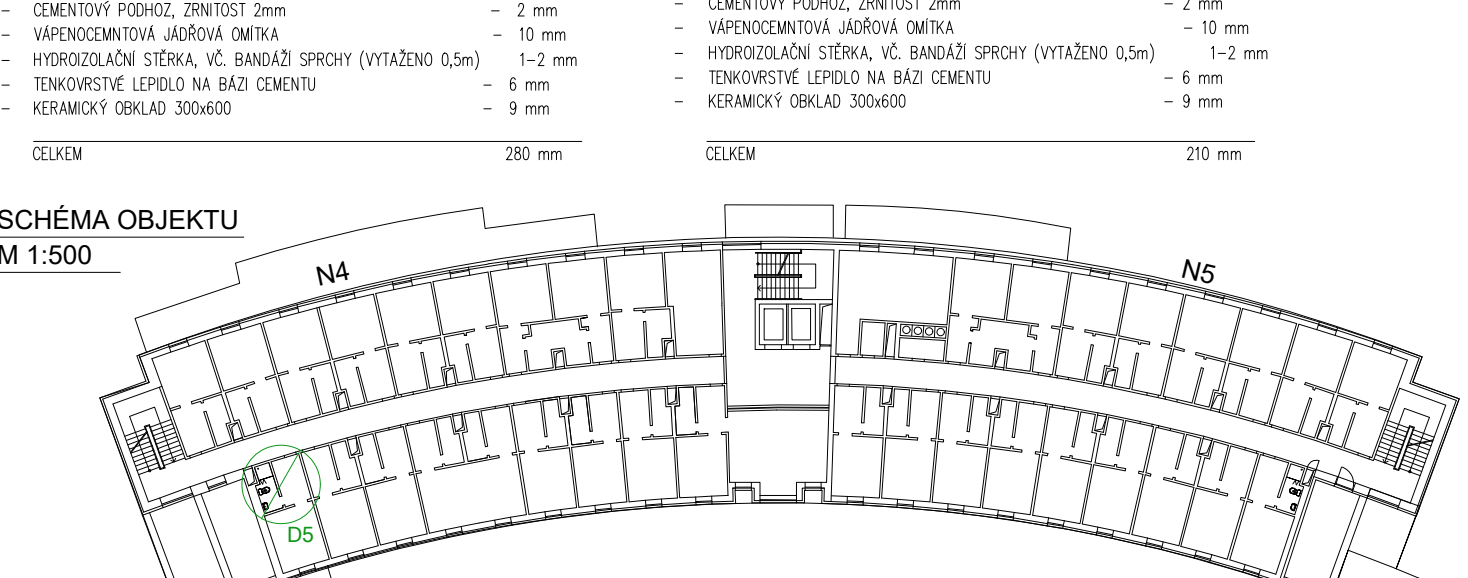 - CEMENTOVÝ PODHOZ, ZRNITOST 2mm - 2 mm
- VÁPENOCEMNTOVÁ JÁDŘOVÁ OMÍTKA - 10 mm
- HYDROIZOLAČNÍ STĚRKA, VČ. BANDÁŽÍ SPRCHY (VYTAŽENO 0,5m) 1-2 mm
- TENKOVRSTVÉ LEPIDLO NA BÁZI CEMENTU - 6 mm
- KERAMICKÝ OBKLAD 300x600 - 9 mm
CELKEM 280 mm
- CEMENTOVÝ PODHOZ, ZRNITOST 2mm - 2 mm
- VÁPENOCEMNTOVÁ JÁDŘOVÁ OMÍTKA - 10 mm
- HYDROIZOLAČNÍ STĚRKA, VČ. BANDÁŽÍ SPRCHY (VYTAŽENO 0,5m) 1-2 mm
- TENKOVRSTVÉ LEPIDLO NA BÁZI CEMENTU - 6 mm
- KERAMICKÝ OBKLAD 300x600 - 9 mm
CELKEM 210 mm
SCHÉMA OBJEKTU
M 1:500
N4
N5
D5